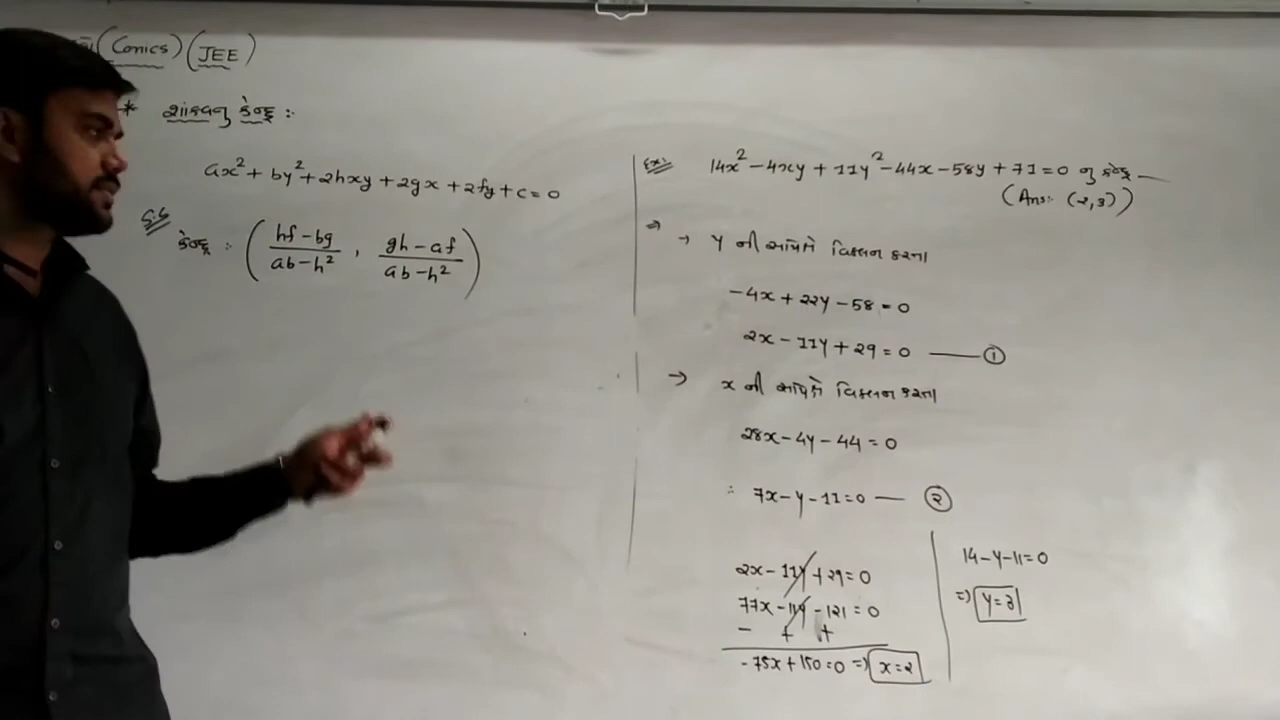 (Conics) (JEE)
* શાંકવનુ કેન્દ્ર :
ax² + by² + 2hxy + 2gx + 2fy + c = 0
કેન્દ્ર : ( (hf - bg)/(ab - h²) , (gh - af)/(ab - h²) )
Ex: 14x² - 4xy + 11y² - 44x - 58y + 71 = 0 નુ કેન્દ્ર __
(Ans: (2,3))
⇒ → y ની સાપેક્ષે વિકલન કરતા
-4x + 22y - 58 = 0
2x - 11y + 29 = 0 —— ①
→ x ની સાપેક્ષે વિકલન કરતા
28x - 4y - 44 = 0
∴ 7x - y - 11 = 0 —— ②
2x - 11y + 29 = 0
77x - 11y - 121 = 0
- + +
-75x + 150 = 0 ⇒ x = 2
14 - y - 11 = 0
⇒ y = 3